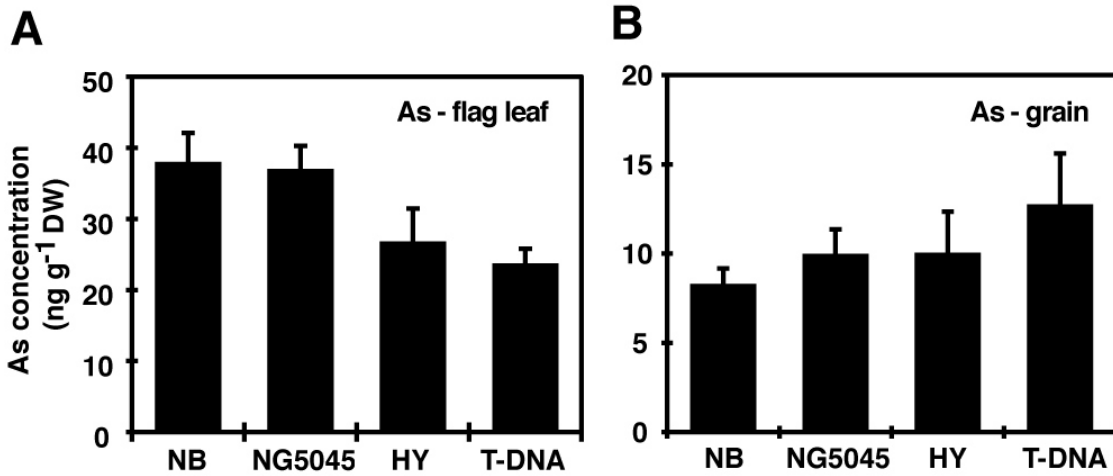 A
As concentration
(ng g⁻¹ DW)
50
40
30
20
10
0
As - flag leaf
NB NG5045 HY T-DNA
B
20
15
10
5
0
As - grain
NB NG5045 HY T-DNA